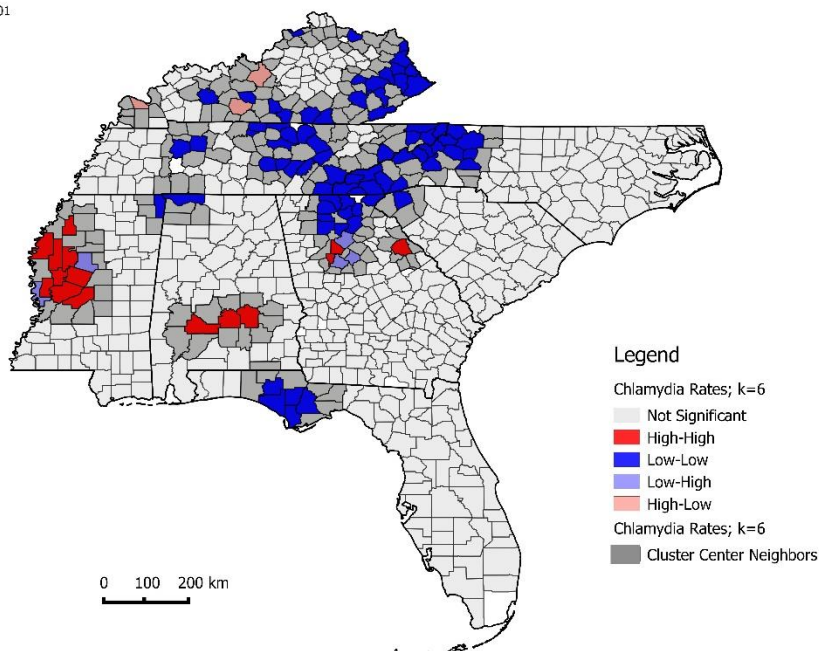 Legend
Chlamydia Rates; k=6
Not Significant
High-High
Low-Low
Low-High
High-Low
Chlamydia Rates; k=6
Cluster Center Neighbors
0 100 200 km